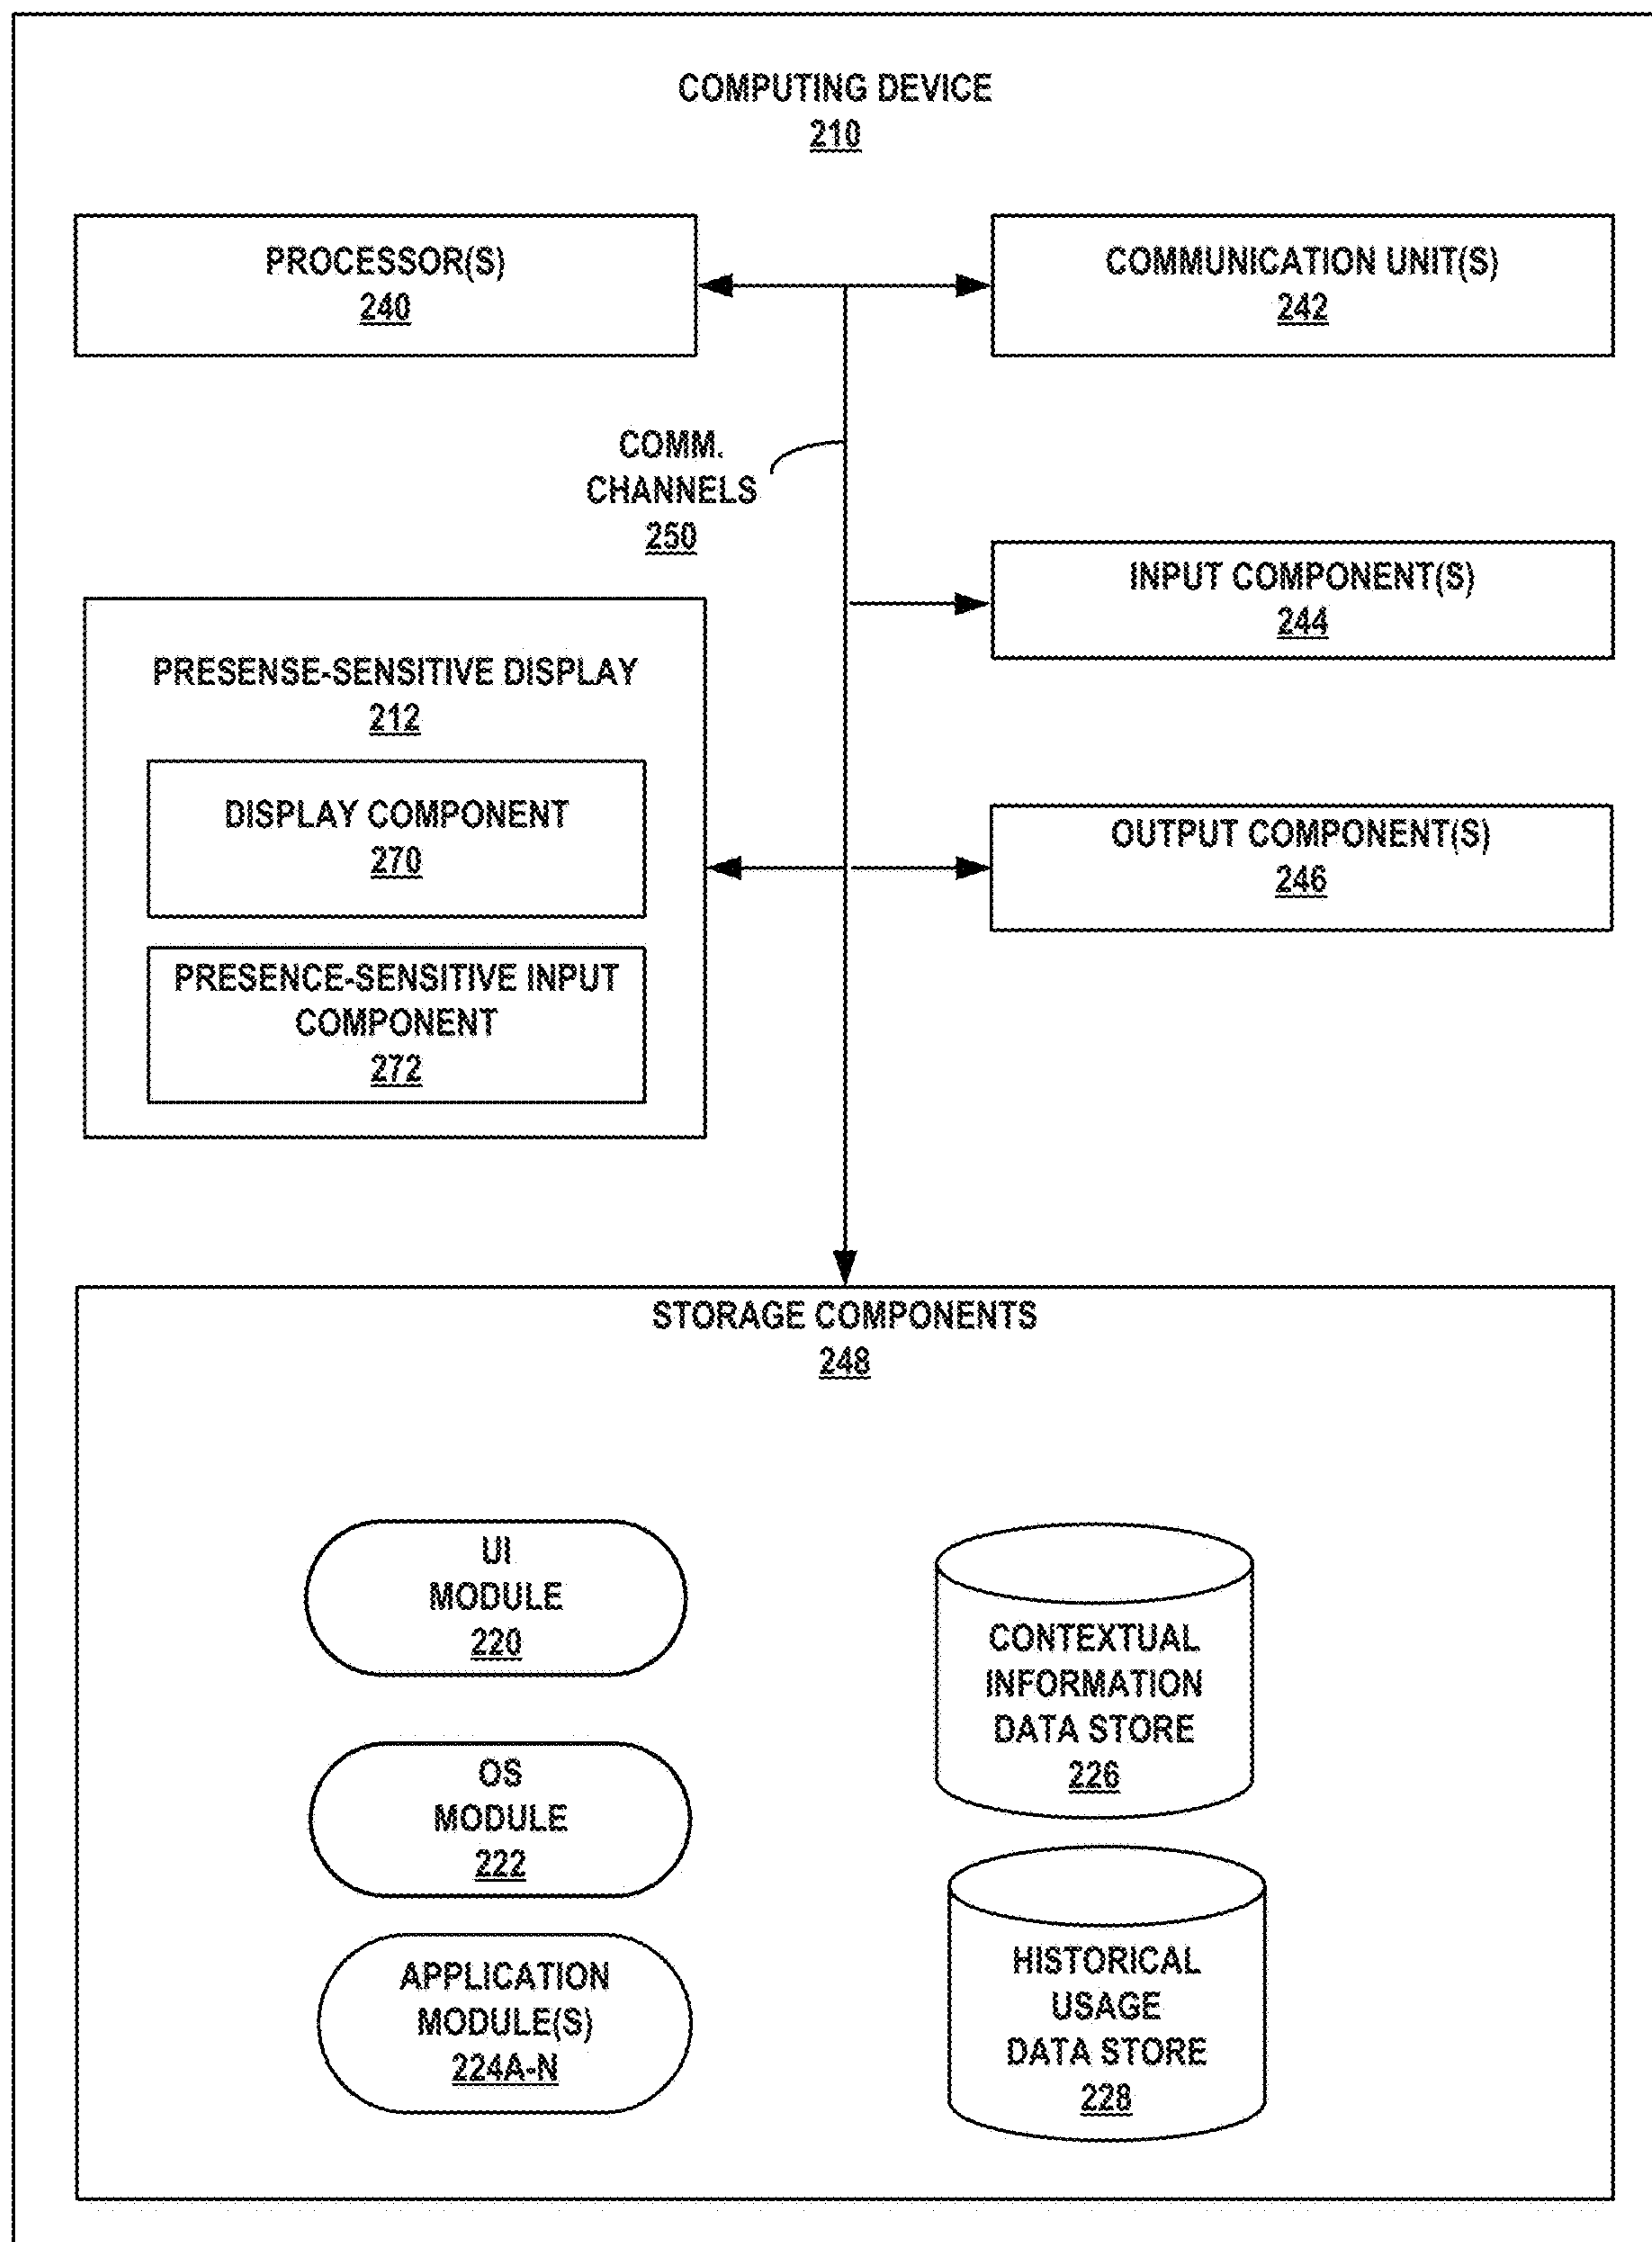 COMPUTING DEVICE
210
PROCESSOR(S)
240
COMMUNICATION UNIT(S)
242
COMM.
CHANNELS
250
INPUT COMPONENT(S)
244
PRESENSE-SENSITIVE DISPLAY
212
DISPLAY COMPONENT
270
PRESENCE-SENSITIVE INPUT
COMPONENT
272
OUTPUT COMPONENT(S)
246
STORAGE COMPONENTS
248
UI
MODULE
220
OS
MODULE
222
APPLICATION
MODULE(S)
224A-N
CONTEXTUAL
INFORMATION
DATA STORE
226
HISTORICAL
USAGE
DATA STORE
228